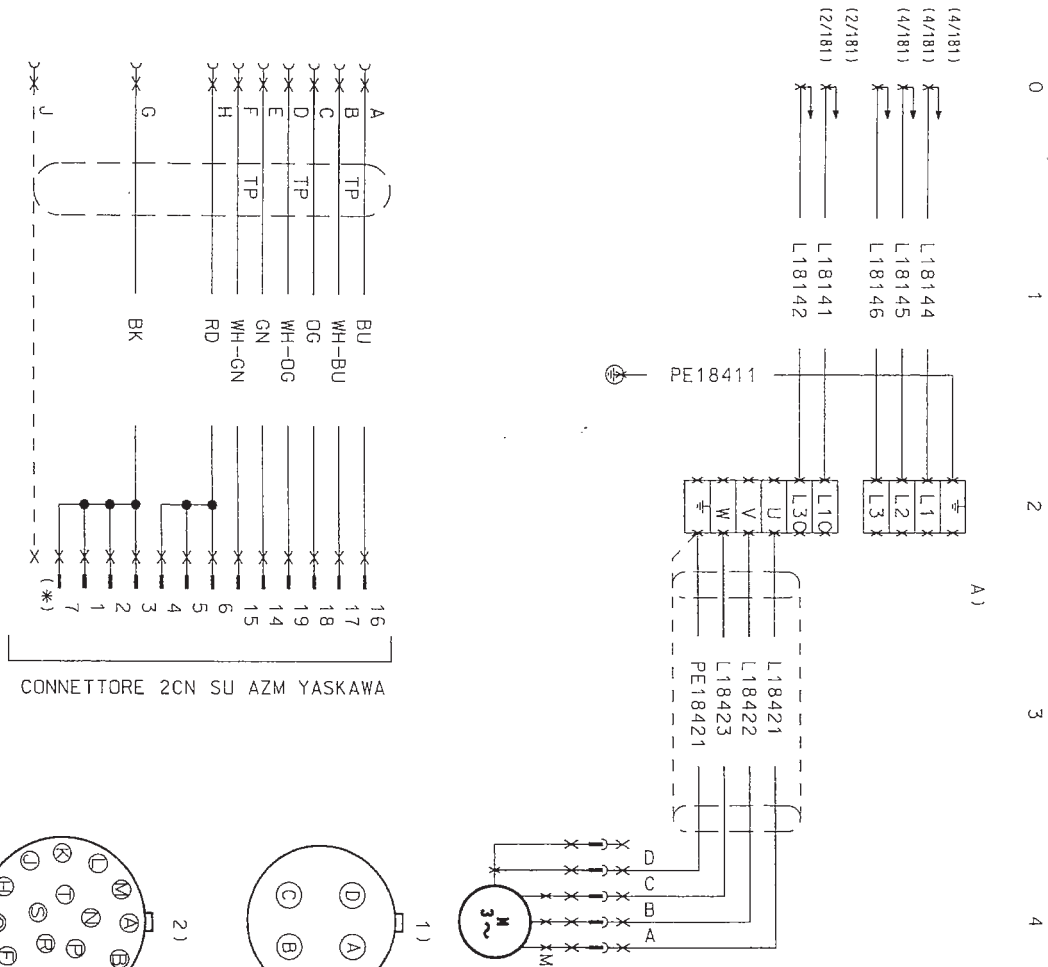 (4/181)
(4/181)
(4/181)
(2/181)
(2/181)
0
1
2
3
4
L18144
L18145
L18146
L18141
L18142
PE18411
L1
L2
L3
L1C
L3C
U
V
W
A)
L18421
L18422
L18423
PE18421
D
C
B
A
M
3~
M
1)
D
A
C
B
2)
K
L
M
A
B
J
T
N
H
S
R
P
F
A
B
C
D
E
F
H
G
J
TP
TP
TP
BU
WH-BU
OG
WH-OG
GN
WH-GN
RD
BK
16
17
18
19
14
15
6
5
4
3
2
1
7
(*)
CONNETTORE 2CN SU AZM YASKAWA